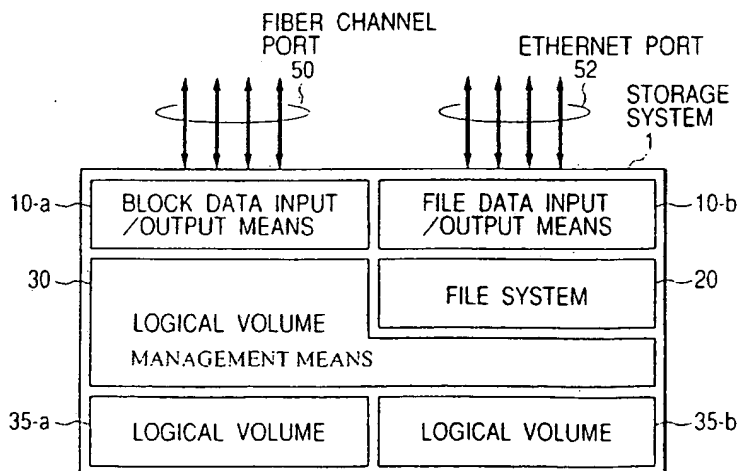 FIBER CHANNEL
PORT
50
ETHERNET PORT
52
STORAGE
SYSTEM
1
10-a
BLOCK DATA INPUT
/OUTPUT MEANS
FILE DATA INPUT
/OUTPUT MEANS
10-b
30
FILE SYSTEM
20
LOGICAL VOLUME
MANAGEMENT MEANS
35-a
LOGICAL VOLUME
LOGICAL VOLUME
35-b